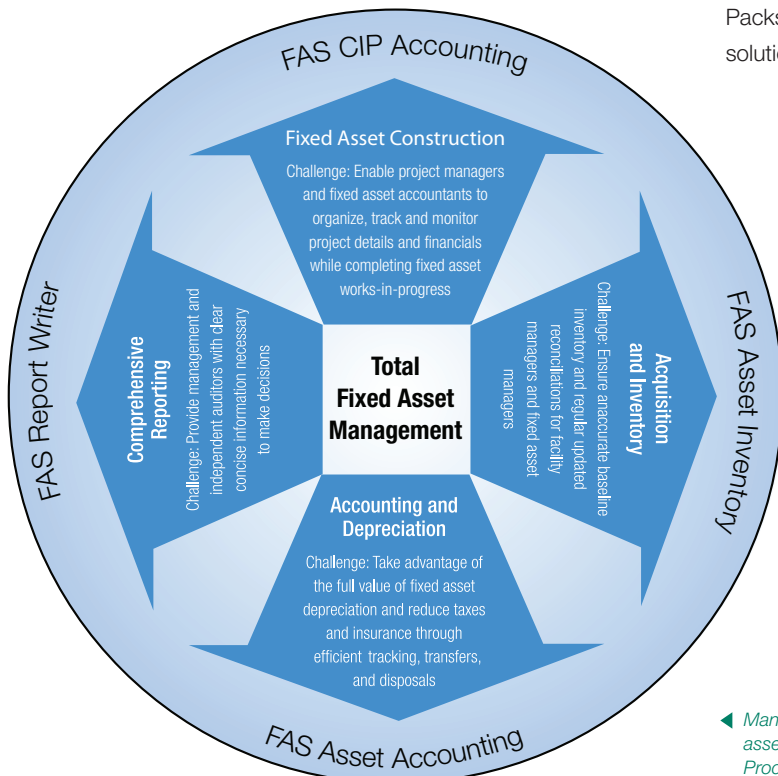 FAS CIP Accounting
Fixed Asset Construction
Challenge: Enable project managers
and fixed asset accountants to
organize, track and monitor
project details and financials
while completing fixed asset
works-in-progress
FAS Report Writer
Comprehensive
Reporting
Challenge: Provide management and
independent auditors with clear
concise information necessary
to make decisions
Total
Fixed Asset
Management
Acquisition
and Inventory
Challenge: Ensure anaccurate baseline
inventory and regular updated
reconciliations for facility
managers and fixed asset
managers
FAS Asset Inventory
Accounting and
Depreciation
Challenge: Take advantage of
the full value of fixed asset
depreciation and reduce taxes
and insurance through
efficient tracking, transfers,
and disposals
FAS Asset Accounting
Packs
soluti
Man
asse
Proc